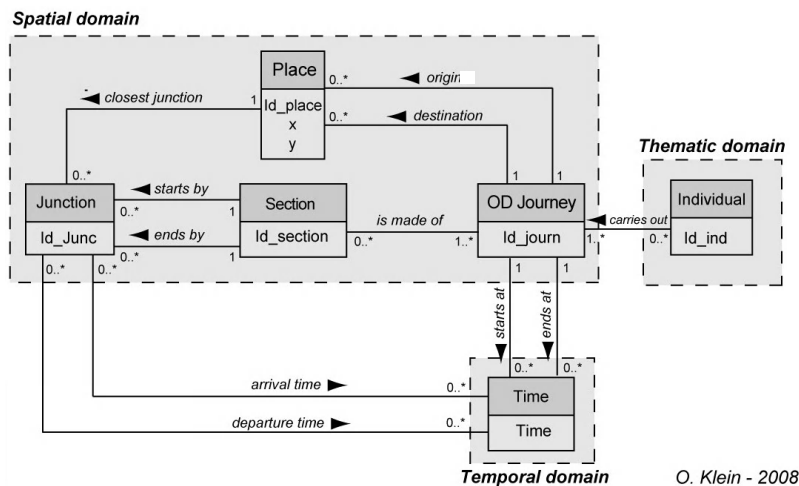 Spatial domain
Place
Id_place
x
y
0..*
origin
0..*
destination
closest junction
1
0..*
1
1
Thematic domain
Junction
Id_Junc
starts by
0..*
1
ends by
0..*
1
Section
Id_section
is made of
0..*
1..*
OD Journey
Id_journ
carries out
1..*
0..*
Individual
Id_ind
0..*
0..*
1
1
starts at
ends at
0..*
0..*
arrival time
0..*
departure time
0..*
Time
Time
Temporal domain
O. Klein - 2008